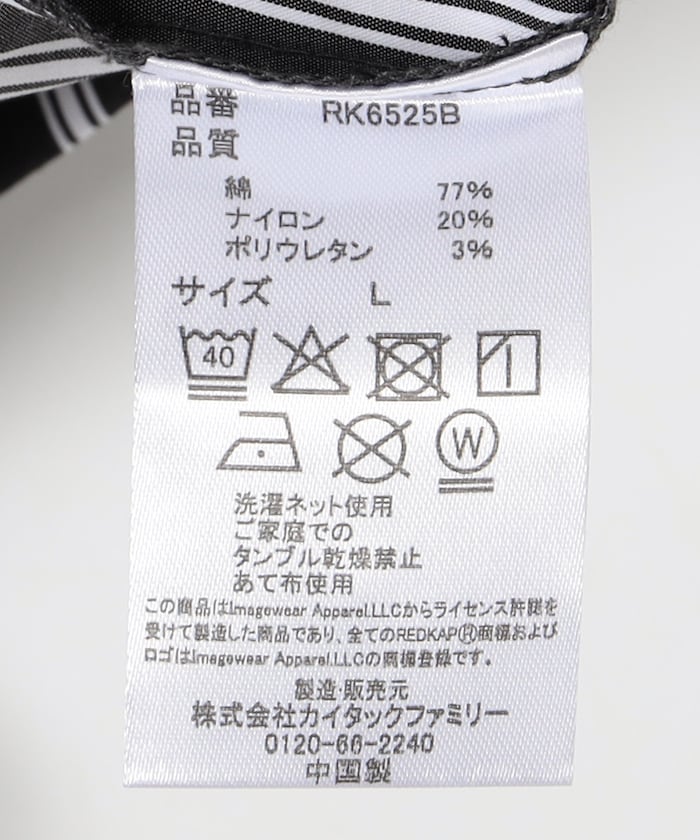 品番 RK6525B
品質
綿 77%
ナイロン 20%
ポリウレタン 3%
サイズ L
40
W
洗濯ネット使用
ご家庭での
タンブル乾燥禁止
あて布使用
この商品はImagewear Apparel.LLCからライセンス許諾を
受けて製造した商品であり、全てのREDKAPⓇ商標および
ロゴはImagewear Apparel.LLCの商標登録です。
製造・販売元
株式会社カイタックファミリー
0120-66-2240
中国製